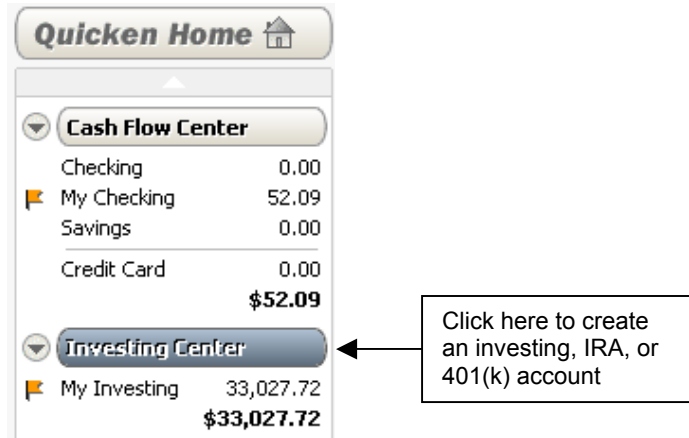 Quicken Home
Cash Flow Center
Checking 0.00
My Checking 52.09
Savings 0.00
Credit Card 0.00
$52.09
Investing Center
My Investing 33,027.72
$33,027.72
Click here to create
an investing, IRA, or
401(k) account